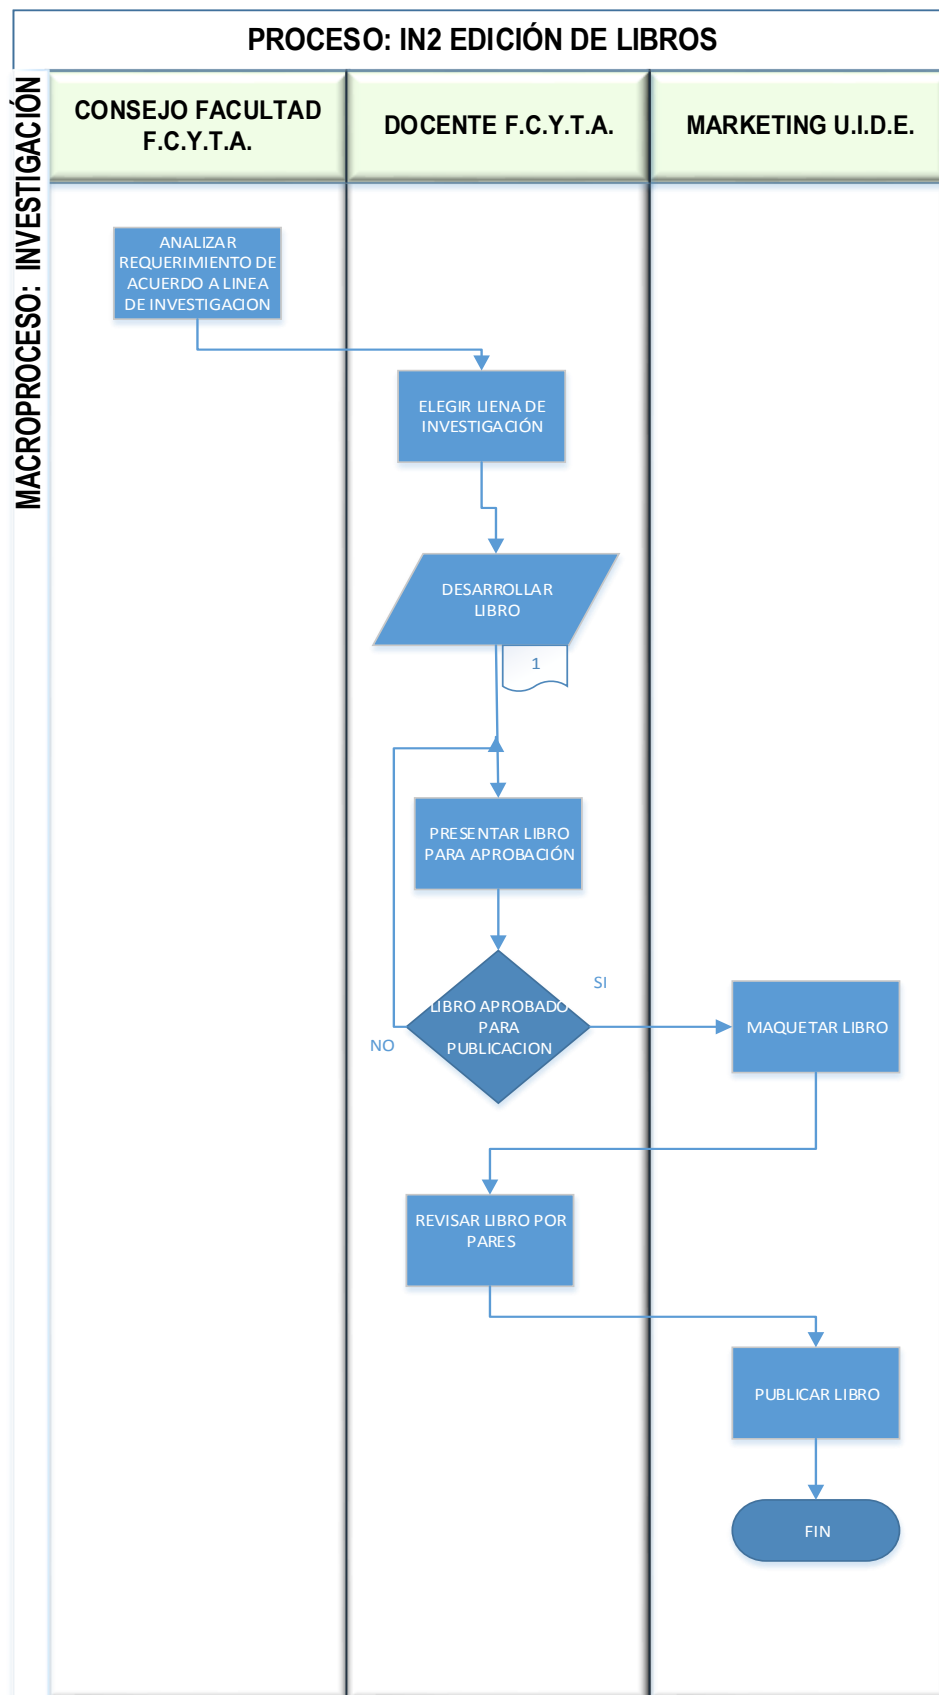 PROCESO: IN2 EDICIÓN DE LIBROS
MACROPROCESO: INVESTIGACIÓN
CONSEJO FACULTAD
F.C.Y.T.A.
DOCENTE F.C.Y.T.A.
MARKETING U.I.D.E.
ANALIZAR
REQUERIMIENTO DE
ACUERDO A LINEA
DE INVESTIGACION
ELEGIR LIENA DE
INVESTIGACIÓN
DESARROLLAR
LIBRO
1
PRESENTAR LIBRO
PARA APROBACIÓN
LIBRO APROBADO
PARA
PUBLICACION
SI
NO
MAQUETAR LIBRO
REVISAR LIBRO POR
PARES
PUBLICAR LIBRO
FIN